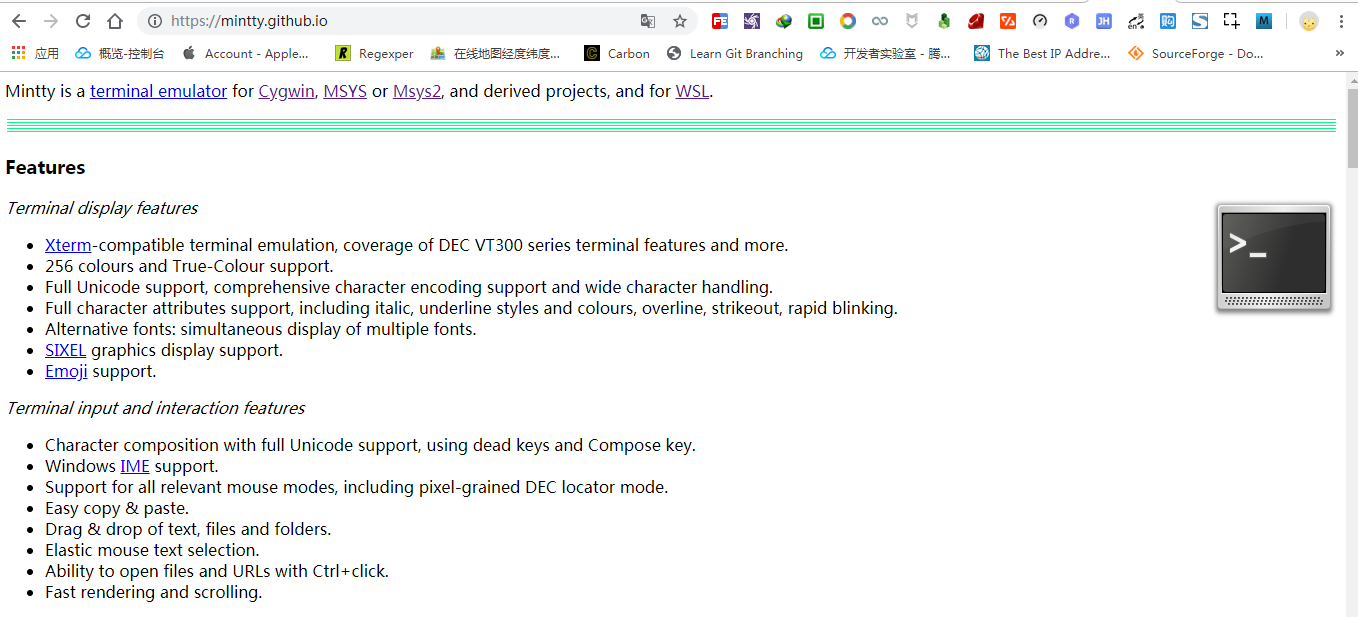 https://mintty.github.io
应用 概览-控制台 Account - Apple... Regexper 在线地图经度纬度... Carbon Learn Git Branching 开发者实验室 - 腾... The Best IP Addre... SourceForge - Do... »
Mintty is a terminal emulator for Cygwin, MSYS or Msys2, and derived projects, and for WSL.
Features
Terminal display features
• Xterm-compatible terminal emulation, coverage of DEC VT300 series terminal features and more.
• 256 colours and True-Colour support.
• Full Unicode support, comprehensive character encoding support and wide character handling.
• Full character attributes support, including italic, underline styles and colours, overline, strikeout, rapid blinking.
• Alternative fonts: simultaneous display of multiple fonts.
• SIXEL graphics display support.
• Emoji support.
>_
Terminal input and interaction features
• Character composition with full Unicode support, using dead keys and Compose key.
• Windows IME support.
• Support for all relevant mouse modes, including pixel-grained DEC locator mode.
• Easy copy & paste.
• Drag & drop of text, files and folders.
• Elastic mouse text selection.
• Ability to open files and URLs with Ctrl+click.
• Fast rendering and scrolling.